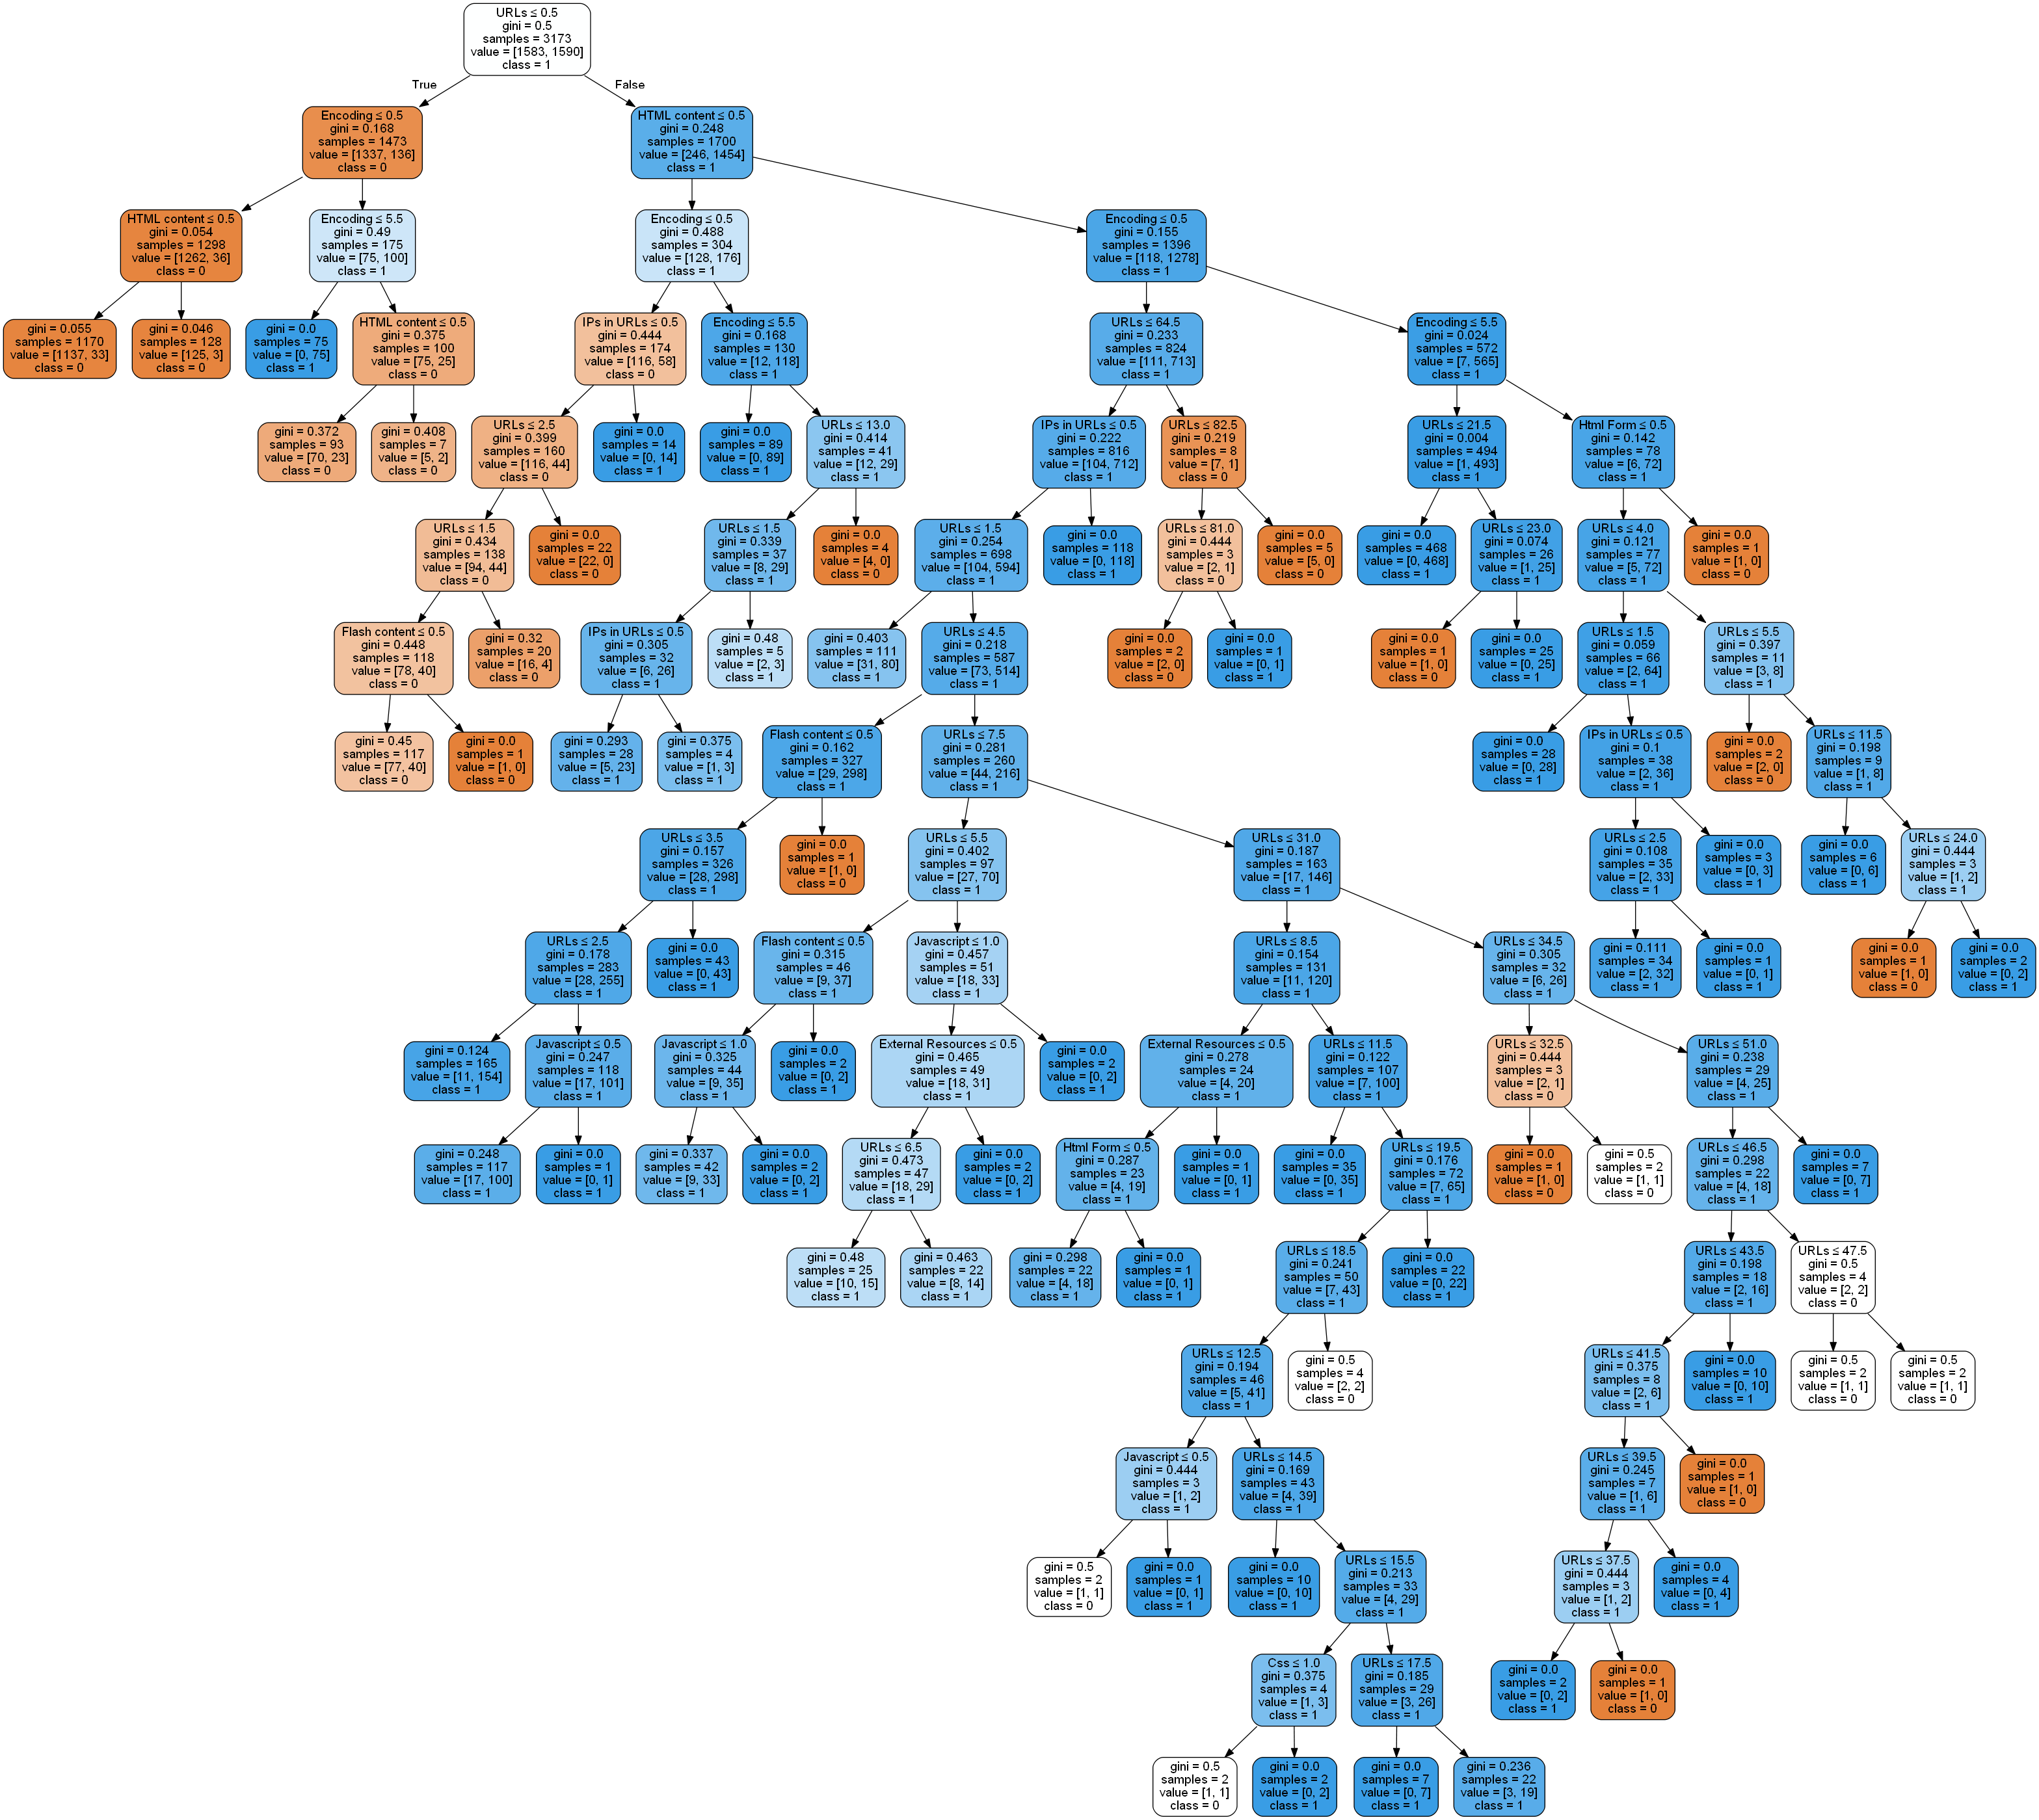 URLs ≤ 0.5
gini = 0.5
samples = 3173
value = [1583, 1590]
class = 1
True
False
Encoding ≤ 0.5
gini = 0.168
samples = 1473
value = [1337, 136]
class = 0
HTML content ≤ 0.5
gini = 0.248
samples = 1700
value = [246, 1454]
class = 1
HTML content ≤ 0.5
gini = 0.054
samples = 1298
value = [1262, 36]
class = 0
Encoding ≤ 5.5
gini = 0.49
samples = 175
value = [75, 100]
class = 1
Encoding ≤ 0.5
gini = 0.488
samples = 304
value = [128, 176]
class = 1
Encoding ≤ 0.5
gini = 0.155
samples = 1396
value = [118, 1278]
class = 1
gini = 0.055
samples = 1170
value = [1137, 33]
class = 0
gini = 0.046
samples = 128
value = [125, 3]
class = 0
gini = 0.0
samples = 75
value = [0, 75]
class = 1
HTML content ≤ 0.5
gini = 0.375
samples = 100
value = [75, 25]
class = 0
IPs in URLs ≤ 0.5
gini = 0.444
samples = 174
value = [116, 58]
class = 0
Encoding ≤ 5.5
gini = 0.168
samples = 130
value = [12, 118]
class = 1
URLs ≤ 64.5
gini = 0.233
samples = 824
value = [111, 713]
class = 1
Encoding ≤ 5.5
gini = 0.024
samples = 572
value = [7, 565]
class = 1
gini = 0.372
samples = 93
value = [70, 23]
class = 0
gini = 0.408
samples = 7
value = [5, 2]
class = 0
URLs ≤ 2.5
gini = 0.399
samples = 160
value = [116, 44]
class = 0
gini = 0.0
samples = 14
value = [0, 14]
class = 1
gini = 0.0
samples = 89
value = [0, 89]
class = 1
URLs ≤ 13.0
gini = 0.414
samples = 41
value = [12, 29]
class = 1
IPs in URLs ≤ 0.5
gini = 0.222
samples = 816
value = [104, 712]
class = 1
URLs ≤ 82.5
gini = 0.219
samples = 8
value = [7, 1]
class = 0
URLs ≤ 21.5
gini = 0.004
samples = 494
value = [1, 493]
class = 1
Html Form ≤ 0.5
gini = 0.142
samples = 78
value = [6, 72]
class = 1
URLs ≤ 1.5
gini = 0.434
samples = 138
value = [94, 44]
class = 0
gini = 0.0
samples = 22
value = [22, 0]
class = 0
URLs ≤ 1.5
gini = 0.339
samples = 37
value = [8, 29]
class = 1
gini = 0.0
samples = 4
value = [4, 0]
class = 0
URLs ≤ 1.5
gini = 0.254
samples = 698
value = [104, 594]
class = 1
gini = 0.0
samples = 118
value = [0, 118]
class = 1
URLs ≤ 81.0
gini = 0.444
samples = 3
value = [2, 1]
class = 0
gini = 0.0
samples = 5
value = [5, 0]
class = 0
gini = 0.0
samples = 468
value = [0, 468]
class = 1
URLs ≤ 23.0
gini = 0.074
samples = 26
value = [1, 25]
class = 1
URLs ≤ 4.0
gini = 0.121
samples = 77
value = [5, 72]
class = 1
gini = 0.0
samples = 1
value = [1, 0]
class = 0
Flash content ≤ 0.5
gini = 0.448
samples = 118
value = [78, 40]
class = 0
gini = 0.32
samples = 20
value = [16, 4]
class = 0
IPs in URLs ≤ 0.5
gini = 0.305
samples = 32
value = [6, 26]
class = 1
gini = 0.48
samples = 5
value = [2, 3]
class = 1
gini = 0.403
samples = 111
value = [31, 80]
class = 1
URLs ≤ 4.5
gini = 0.218
samples = 587
value = [73, 514]
class = 1
gini = 0.0
samples = 2
value = [2, 0]
class = 0
gini = 0.0
samples = 1
value = [0, 1]
class = 1
gini = 0.0
samples = 1
value = [1, 0]
class = 0
gini = 0.0
samples = 25
value = [0, 25]
class = 1
URLs ≤ 1.5
gini = 0.059
samples = 66
value = [2, 64]
class = 1
URLs ≤ 5.5
gini = 0.397
samples = 11
value = [3, 8]
class = 1
gini = 0.45
samples = 117
value = [77, 40]
class = 0
gini = 0.0
samples = 1
value = [1, 0]
class = 0
gini = 0.293
samples = 28
value = [5, 23]
class = 1
gini = 0.375
samples = 4
value = [1, 3]
class = 1
Flash content ≤ 0.5
gini = 0.162
samples = 327
value = [29, 298]
class = 1
URLs ≤ 7.5
gini = 0.281
samples = 260
value = [44, 216]
class = 1
gini = 0.0
samples = 28
value = [0, 28]
class = 1
IPs in URLs ≤ 0.5
gini = 0.1
samples = 38
value = [2, 36]
class = 1
gini = 0.0
samples = 2
value = [2, 0]
class = 0
URLs ≤ 11.5
gini = 0.198
samples = 9
value = [1, 8]
class = 1
URLs ≤ 3.5
gini = 0.157
samples = 326
value = [28, 298]
class = 1
gini = 0.0
samples = 1
value = [1, 0]
class = 0
URLs ≤ 5.5
gini = 0.402
samples = 97
value = [27, 70]
class = 1
URLs ≤ 31.0
gini = 0.187
samples = 163
value = [17, 146]
class = 1
URLs ≤ 2.5
gini = 0.108
samples = 35
value = [2, 33]
class = 1
gini = 0.0
samples = 3
value = [0, 3]
class = 1
gini = 0.0
samples = 6
value = [0, 6]
class = 1
URLs ≤ 24.0
gini = 0.444
samples = 3
value = [1, 2]
class = 1
URLs ≤ 2.5
gini = 0.178
samples = 283
value = [28, 255]
class = 1
gini = 0.0
samples = 43
value = [0, 43]
class = 1
Flash content ≤ 0.5
gini = 0.315
samples = 46
value = [9, 37]
class = 1
Javascript ≤ 1.0
gini = 0.457
samples = 51
value = [18, 33]
class = 1
URLs ≤ 8.5
gini = 0.154
samples = 131
value = [11, 120]
class = 1
URLs ≤ 34.5
gini = 0.305
samples = 32
value = [6, 26]
class = 1
gini = 0.111
samples = 34
value = [2, 32]
class = 1
gini = 0.0
samples = 1
value = [0, 1]
class = 1
gini = 0.0
samples = 1
value = [1, 0]
class = 0
gini = 0.0
samples = 2
value = [0, 2]
class = 1
gini = 0.124
samples = 165
value = [11, 154]
class = 1
Javascript ≤ 0.5
gini = 0.247
samples = 118
value = [17, 101]
class = 1
Javascript ≤ 1.0
gini = 0.325
samples = 44
value = [9, 35]
class = 1
gini = 0.0
samples = 2
value = [0, 2]
class = 1
External Resources ≤ 0.5
gini = 0.465
samples = 49
value = [18, 31]
class = 1
gini = 0.0
samples = 2
value = [0, 2]
class = 1
External Resources ≤ 0.5
gini = 0.278
samples = 24
value = [4, 20]
class = 1
URLs ≤ 11.5
gini = 0.122
samples = 107
value = [7, 100]
class = 1
URLs ≤ 32.5
gini = 0.444
samples = 3
value = [2, 1]
class = 0
URLs ≤ 51.0
gini = 0.238
samples = 29
value = [4, 25]
class = 1
gini = 0.248
samples = 117
value = [17, 100]
class = 1
gini = 0.0
samples = 1
value = [0, 1]
class = 1
gini = 0.337
samples = 42
value = [9, 33]
class = 1
gini = 0.0
samples = 2
value = [0, 2]
class = 1
URLs ≤ 6.5
gini = 0.473
samples = 47
value = [18, 29]
class = 1
gini = 0.0
samples = 2
value = [0, 2]
class = 1
Html Form ≤ 0.5
gini = 0.287
samples = 23
value = [4, 19]
class = 1
gini = 0.0
samples = 1
value = [0, 1]
class = 1
gini = 0.0
samples = 35
value = [0, 35]
class = 1
URLs ≤ 19.5
gini = 0.176
samples = 72
value = [7, 65]
class = 1
gini = 0.0
samples = 1
value = [1, 0]
class = 0
gini = 0.5
samples = 2
value = [1, 1]
class = 0
URLs ≤ 46.5
gini = 0.298
samples = 22
value = [4, 18]
class = 1
gini = 0.0
samples = 7
value = [0, 7]
class = 1
gini = 0.48
samples = 25
value = [10, 15]
class = 1
gini = 0.463
samples = 22
value = [8, 14]
class = 1
gini = 0.298
samples = 22
value = [4, 18]
class = 1
gini = 0.0
samples = 1
value = [0, 1]
class = 1
URLs ≤ 18.5
gini = 0.241
samples = 50
value = [7, 43]
class = 1
gini = 0.0
samples = 22
value = [0, 22]
class = 1
URLs ≤ 43.5
gini = 0.198
samples = 18
value = [2, 16]
class = 1
URLs ≤ 47.5
gini = 0.5
samples = 4
value = [2, 2]
class = 0
URLs ≤ 12.5
gini = 0.194
samples = 46
value = [5, 41]
class = 1
gini = 0.5
samples = 4
value = [2, 2]
class = 0
URLs ≤ 41.5
gini = 0.375
samples = 8
value = [2, 6]
class = 1
gini = 0.0
samples = 10
value = [0, 10]
class = 1
gini = 0.5
samples = 2
value = [1, 1]
class = 0
gini = 0.5
samples = 2
value = [1, 1]
class = 0
Javascript ≤ 0.5
gini = 0.444
samples = 3
value = [1, 2]
class = 1
URLs ≤ 14.5
gini = 0.169
samples = 43
value = [4, 39]
class = 1
URLs ≤ 39.5
gini = 0.245
samples = 7
value = [1, 6]
class = 1
gini = 0.0
samples = 1
value = [1, 0]
class = 0
gini = 0.5
samples = 2
value = [1, 1]
class = 0
gini = 0.0
samples = 1
value = [0, 1]
class = 1
gini = 0.0
samples = 10
value = [0, 10]
class = 1
URLs ≤ 15.5
gini = 0.213
samples = 33
value = [4, 29]
class = 1
URLs ≤ 37.5
gini = 0.444
samples = 3
value = [1, 2]
class = 1
gini = 0.0
samples = 4
value = [0, 4]
class = 1
Css ≤ 1.0
gini = 0.375
samples = 4
value = [1, 3]
class = 1
URLs ≤ 17.5
gini = 0.185
samples = 29
value = [3, 26]
class = 1
gini = 0.0
samples = 2
value = [0, 2]
class = 1
gini = 0.0
samples = 1
value = [1, 0]
class = 0
gini = 0.5
samples = 2
value = [1, 1]
class = 0
gini = 0.0
samples = 2
value = [0, 2]
class = 1
gini = 0.0
samples = 7
value = [0, 7]
class = 1
gini = 0.236
samples = 22
value = [3, 19]
class = 1